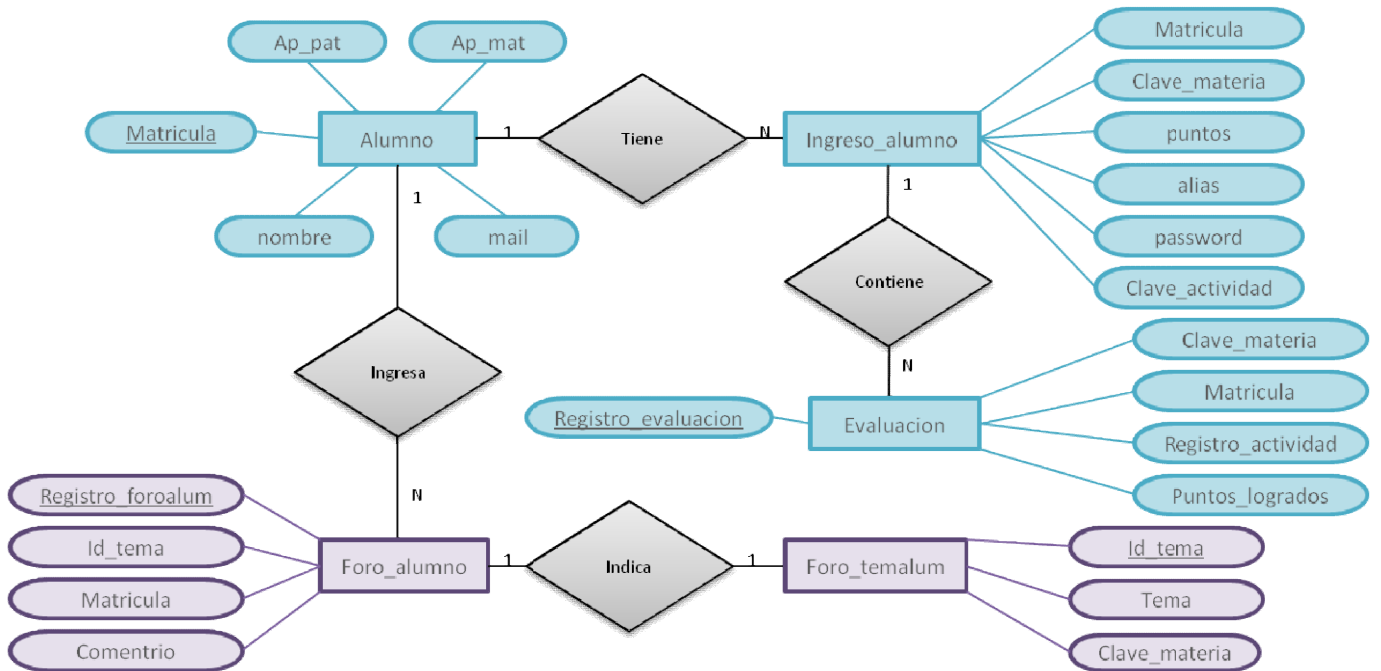 Ap_pat
Ap_mat
Matricula
Alumno
1
Tiene
N
Ingreso_alumno
nombre
mail
Matricula
Clave_materia
puntos
alias
password
Clave_actividad
1
1
Contiene
N
Ingresa
N
Registro_evaluacion
Evaluacion
Clave_materia
Matricula
Registro_actividad
Puntos_logrados
Registro_foroalum
Id_tema
Matricula
Comentrio
Foro_alumno
1
Indica
1
Foro_temalum
Id_tema
Tema
Clave_materia